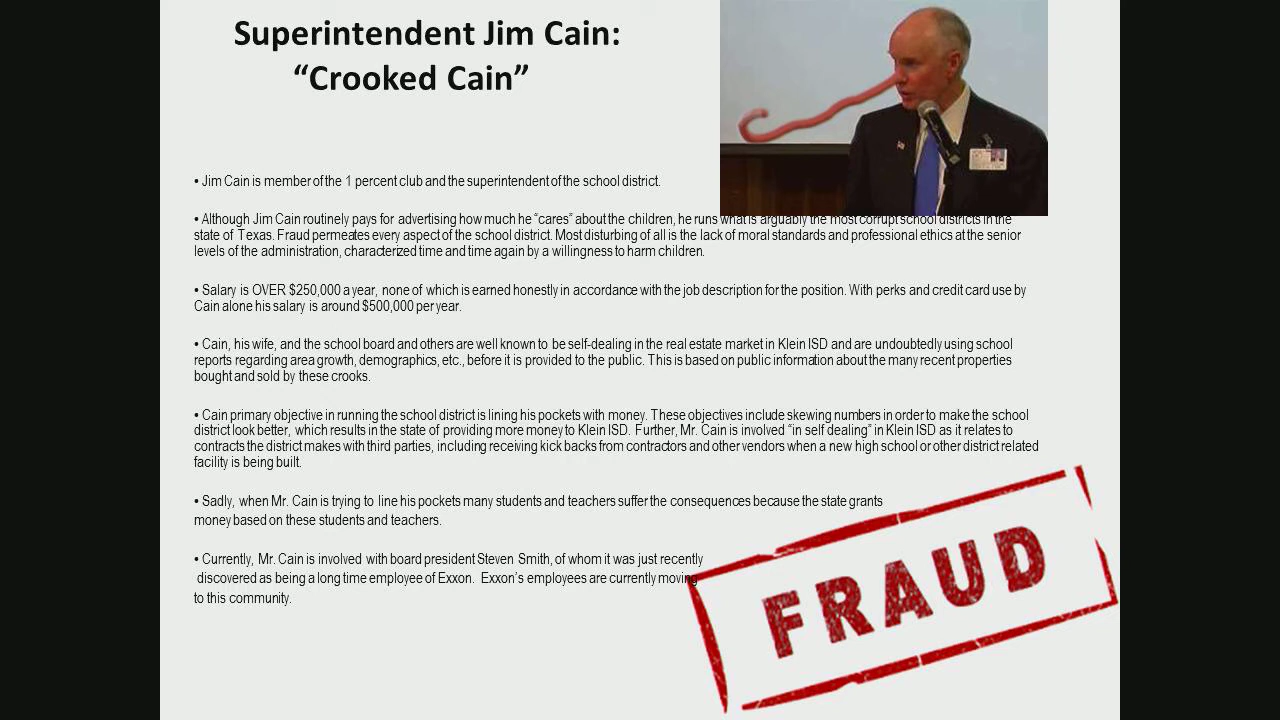 Superintendent Jim Cain:
“Crooked Cain”
• Jim Cain is member of the 1 percent club and the superintendent of the school district.
• Although Jim Cain routinely pays for advertising how much he “cares” about the children, he runs what is arguably the most corrupt school districts in the
state of Texas. Fraud permeates every aspect of the school district. Most disturbing of all is the lack of moral standards and professional ethics at the senior
levels of the administration, characterized time and time again by a willingness to harm children.
• Salary is OVER $250,000 a year, none of which is earned honestly in accordance with the job description for the position. With perks and credit card use by
Cain alone his salary is around $500,000 per year.
• Cain, his wife, and the school board and others are well known to be self-dealing in the real estate market in Klein ISD and are undoubtedly using school
reports regarding area growth, demographics, etc., before it is provided to the public. This is based on public information about the many recent properties
bought and sold by these crooks.
• Cain primary objective in running the school district is lining his pockets with money. These objectives include skewing numbers in order to make the school
district look better, which results in the state of providing more money to Klein ISD. Further, Mr. Cain is involved “in self dealing” in Klein ISD as it relates to
contracts the district makes with third parties, including receiving kick backs from contractors and other vendors when a new high school or other district related
facility is being built.
• Sadly, when Mr. Cain is trying to line his pockets many students and teachers suffer the consequences because the state grants
money based on these students and teachers.
• Currently, Mr. Cain is involved with board president Steven Smith, of whom it was just recently
discovered as being a long time employee of Exxon. Exxon’s employees are currently moving
to this community.
FRAUD